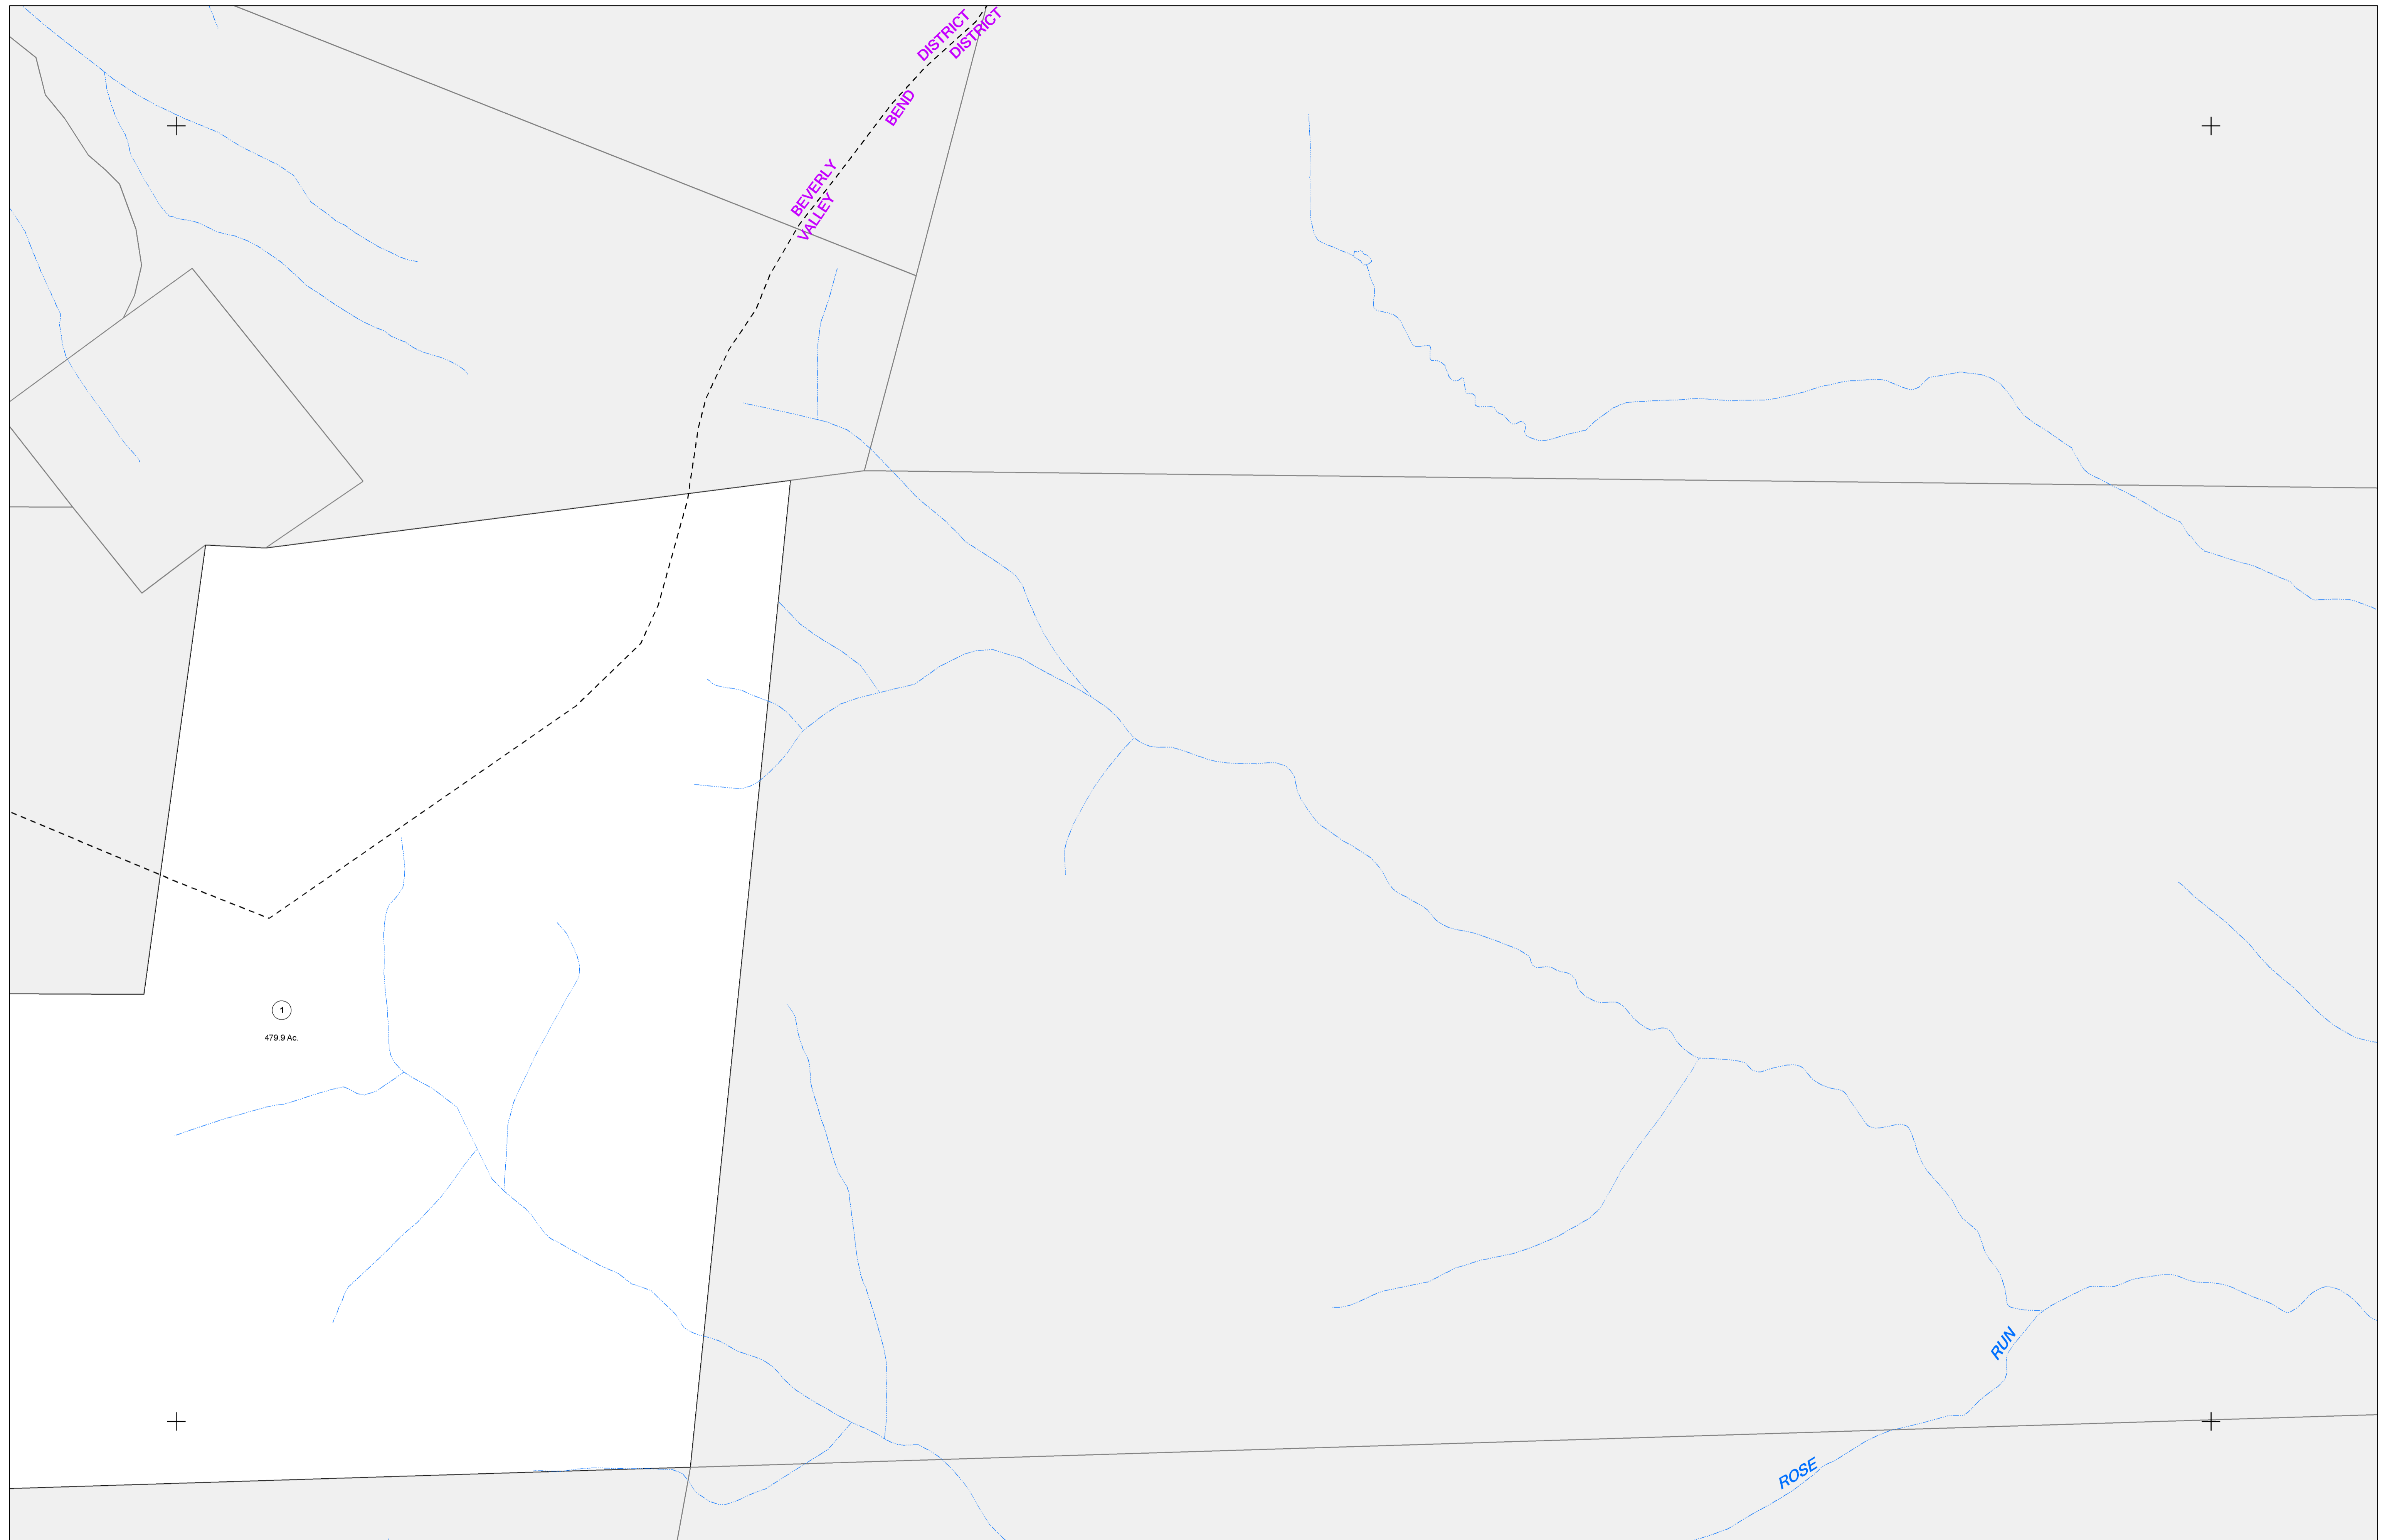 BEVERLY DISTRICT
VALLEY BEND DISTRICT
1
479.9 Ac.
ROSE RUN